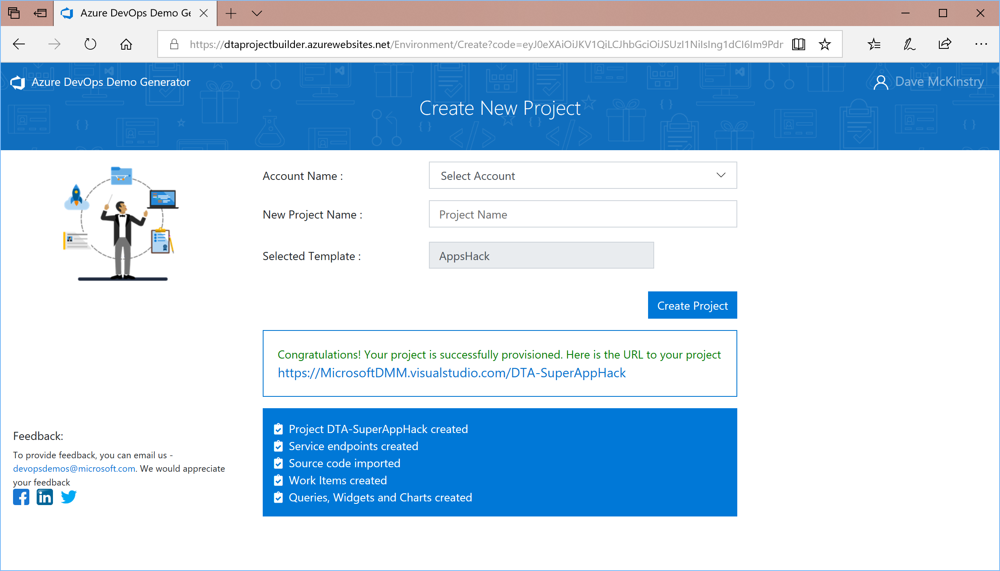 Azure DevOps Demo Ge
https://dtaprojectbuilder.azurewebsites.net/Environment/Create?code=eyJ0eXAiOiJKV1QiLCJhbGciOiJSUzI1NiIsIng1dCI6Im9Pdr
Azure DevOps Demo Generator
Dave McKinstry
Create New Project
Account Name :
Select Account
New Project Name :
Project Name
Selected Template :
AppsHack
Create Project
Congratulations! Your project is successfully provisioned. Here is the URL to your project
https://MicrosoftDMM.visualstudio.com/DTA-SuperAppHack
Project DTA-SuperAppHack created
Service endpoints created
Source code imported
Work Items created
Queries, Widgets and Charts created
Feedback:
To provide feedback, you can email us -
devopsdemos@microsoft.com. We would appreciate
your feedback